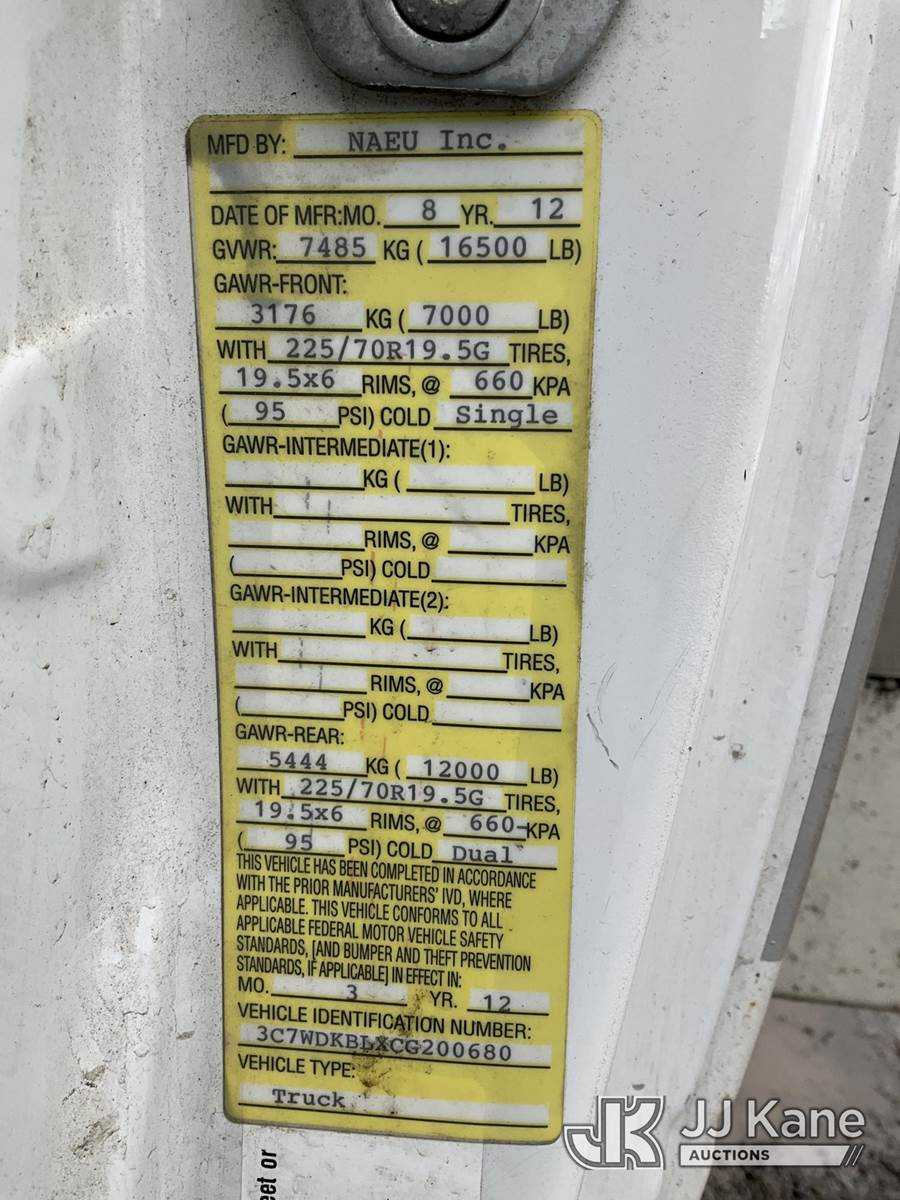 MFD BY: NAEU Inc.
DATE OF MFR:MO. 8 YR. 12
GVWR: 7485 KG ( 16500 LB)
GAWR-FRONT:
3176 KG ( 7000 LB)
WITH 225/70R19.5G TIRES,
19.5x6 RIMS, @ 660 KPA
( 95 PSI) COLD Single
GAWR-INTERMEDIATE(1):
KG ( LB)
WITH TIRES,
RIMS, @ KPA
( PSI) COLD
GAWR-INTERMEDIATE(2):
KG ( LB)
WITH TIRES,
RIMS, @ KPA
( PSI) COLD
GAWR-REAR:
5444 KG ( 12000 LB)
WITH 225/70R19.5G TIRES,
19.5x6 RIMS, @ 660 KPA
( 95 PSI) COLD Dual
THIS VEHICLE HAS BEEN COMPLETED IN ACCORDANCE
WITH THE PRIOR MANUFACTURERS' IVD, WHERE
APPLICABLE. THIS VEHICLE CONFORMS TO ALL
APPLICABLE FEDERAL MOTOR VEHICLE SAFETY
STANDARDS, [AND BUMPER AND THEFT PREVENTION
STANDARDS, IF APPLICABLE] IN EFFECT IN:
MO. 3 YR. 12
VEHICLE IDENTIFICATION NUMBER:
3C7WDKBLXCG200680
VEHICLE TYPE:
Truck
eet or
JK JJ Kane
AUCTIONS